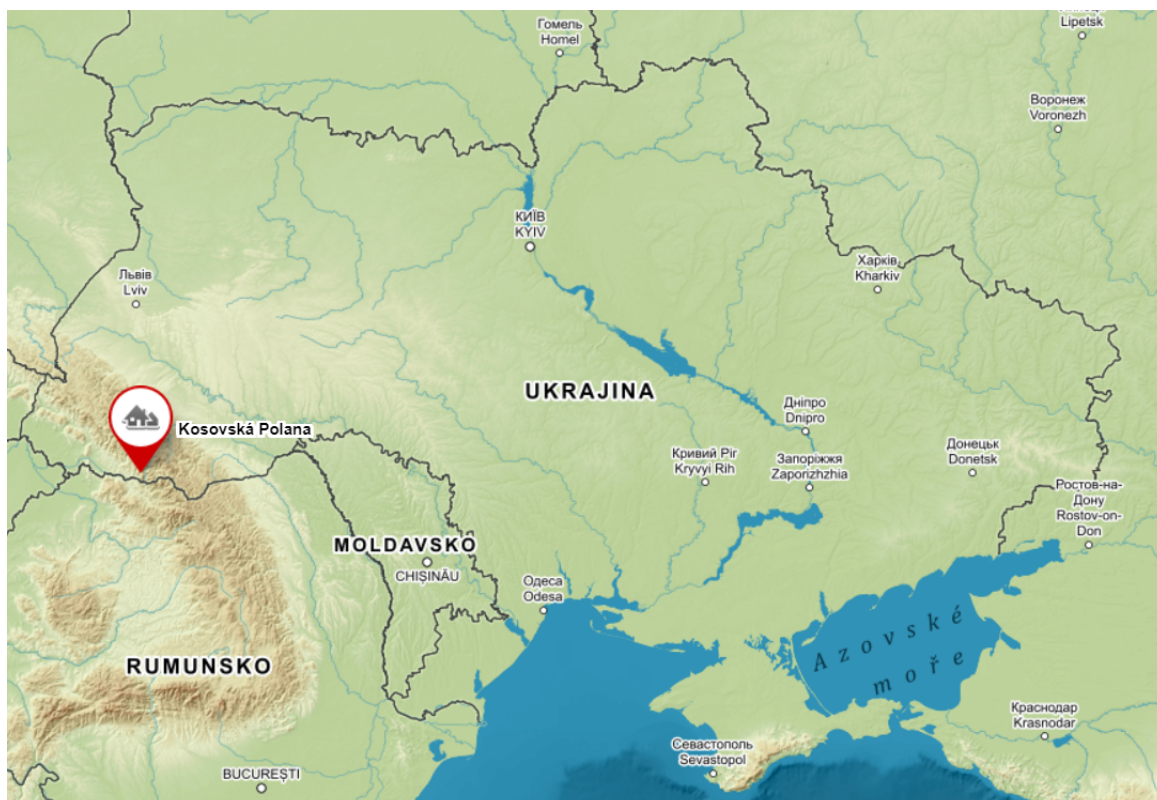 Гомель
Homel
Lipetsk
Воронеж
Voronezh
КИЇВ
KYIV
Харків
Kharkiv
Львів
Lviv
UKRAJINA
Дніпро
Dnipro
Kosovská Polana
Донецьк
Donetsk
Кривий Ріг
Kryvyi Rih
Запоріжжя
Zaporizhzhia
Ростов-на-
Дону
Rostov-on-
Don
MOLDAVSKO
CHIȘINĂU
Одеса
Odesa
Azovské
moře
RUMUNSKO
Краснодар
Krasnodar
Севастополь
Sevastopol
BUCUREȘTI